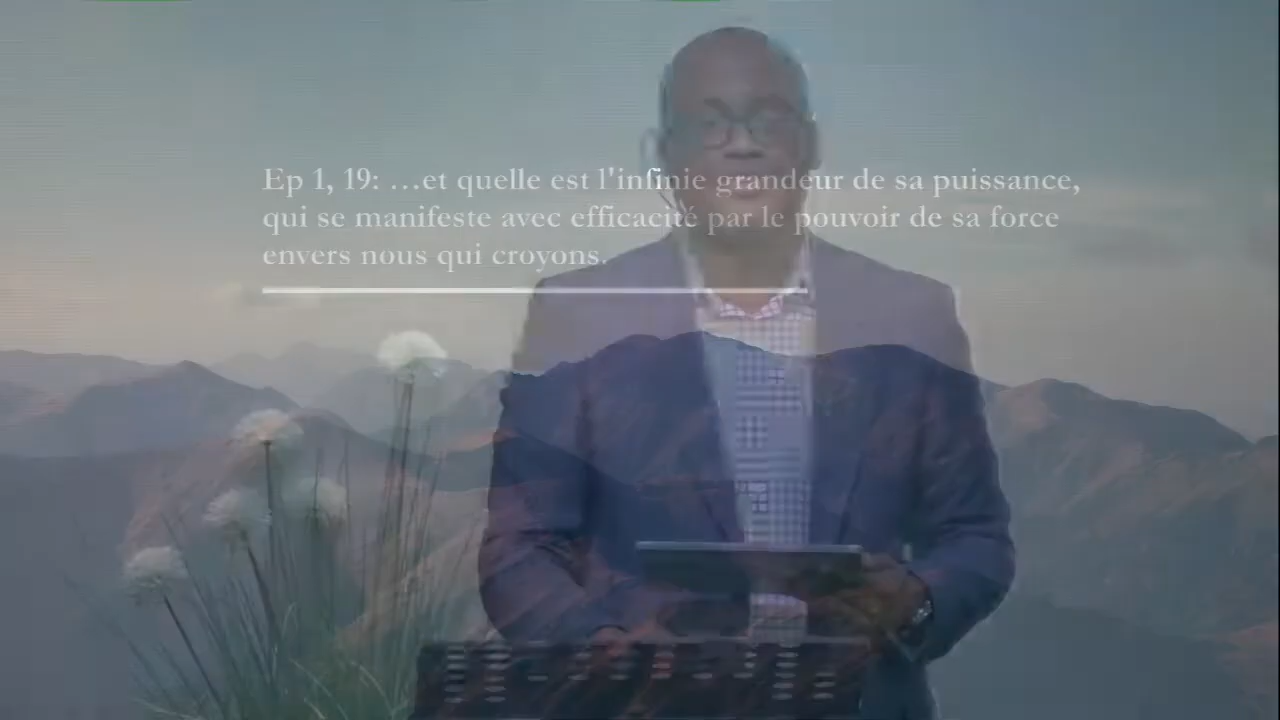 Ep 1, 19: …et quelle est l'infinie grandeur de sa puissance,
qui se manifeste avec efficacité par le pouvoir de sa force
envers nous qui croyons.